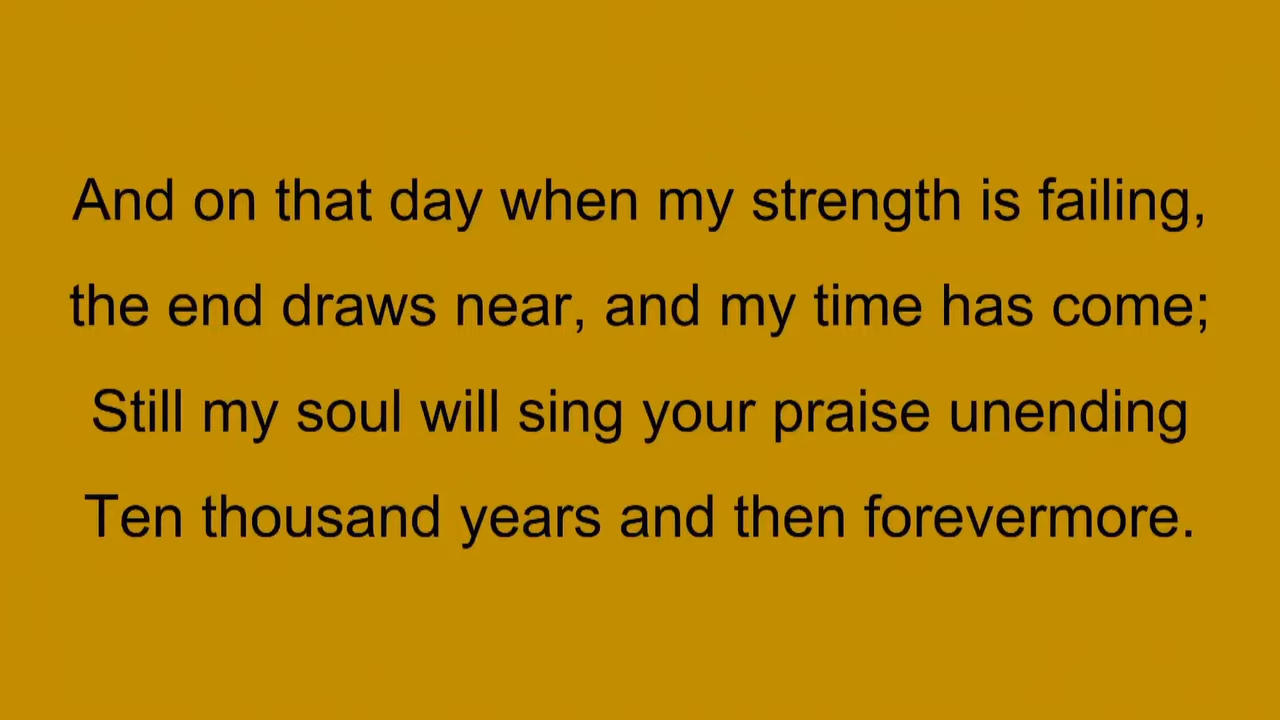 And on that day when my strength is failing,
the end draws near, and my time has come;
Still my soul will sing your praise unending
Ten thousand years and then forevermore.